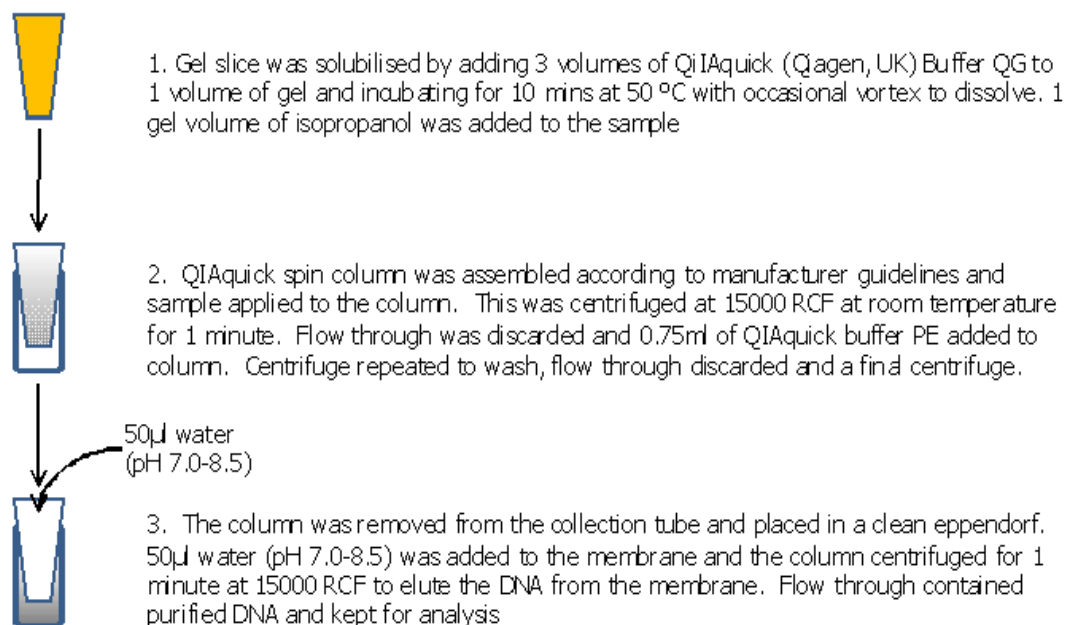 1. Gel slice was solubilised by adding 3 volumes of QiIAquick (Qiagen, UK) Buffer QG to
1 volume of gel and incubating for 10 mins at 50 ºC with occasional vortex to dissolve. 1
gel volume of isopropanol was added to the sample
2. QIAquick spin column was assembled according to manufacturer guidelines and
sample applied to the column. This was centrifuged at 15000 RCF at room temperature
for 1 minute. Flow through was discarded and 0.75ml of QIAquick buffer PE added to
column. Centrifuge repeated to wash, flow through discarded and a final centrifuge.
50µl water
(pH 7.0-8.5)
3. The column was removed from the collection tube and placed in a clean eppendorf.
50µl water (pH 7.0-8.5) was added to the membrane and the column centrifuged for 1
minute at 15000 RCF to elute the DNA from the membrane. Flow through contained
purified DNA and kept for analysis